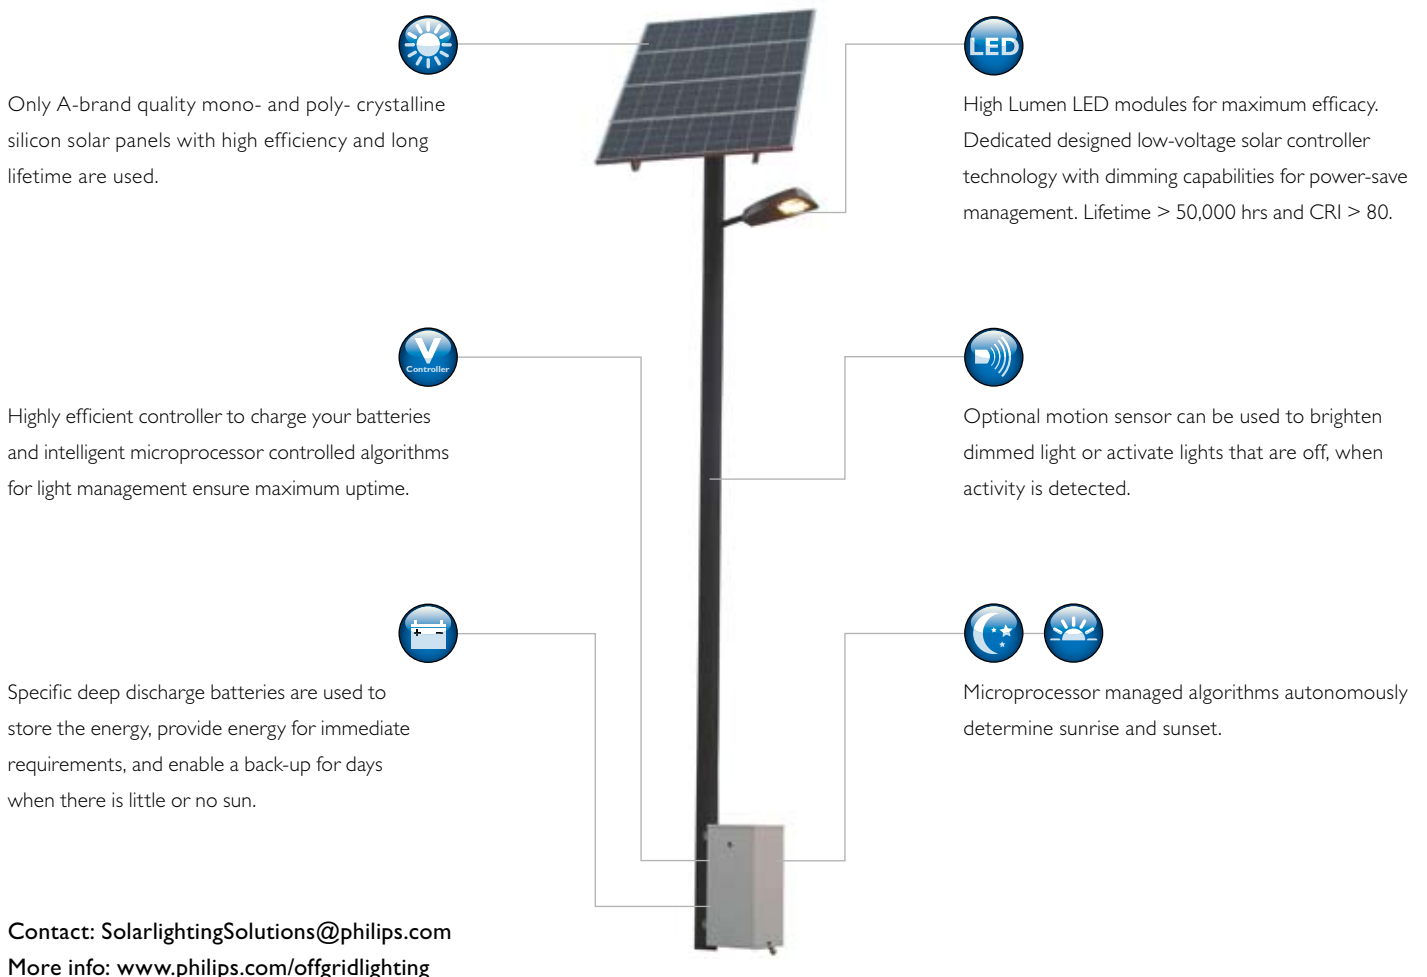 Only A-brand quality mono- and poly- crystalline
silicon solar panels with high efficiency and long
lifetime are used.
LED
High Lumen LED modules for maximum efficacy.
Dedicated designed low-voltage solar controller
technology with dimming capabilities for power-save
management. Lifetime > 50,000 hrs and CRI > 80.
V
Controller
Highly efficient controller to charge your batteries
and intelligent microprocessor controlled algorithms
for light management ensure maximum uptime.
Optional motion sensor can be used to brighten
dimmed light or activate lights that are off, when
activity is detected.
+ −
Specific deep discharge batteries are used to
store the energy, provide energy for immediate
requirements, and enable a back-up for days
when there is little or no sun.
Microprocessor managed algorithms autonomously
determine sunrise and sunset.
Contact: SolarlightingSolutions@philips.com
More info: www.philips.com/offgridlighting